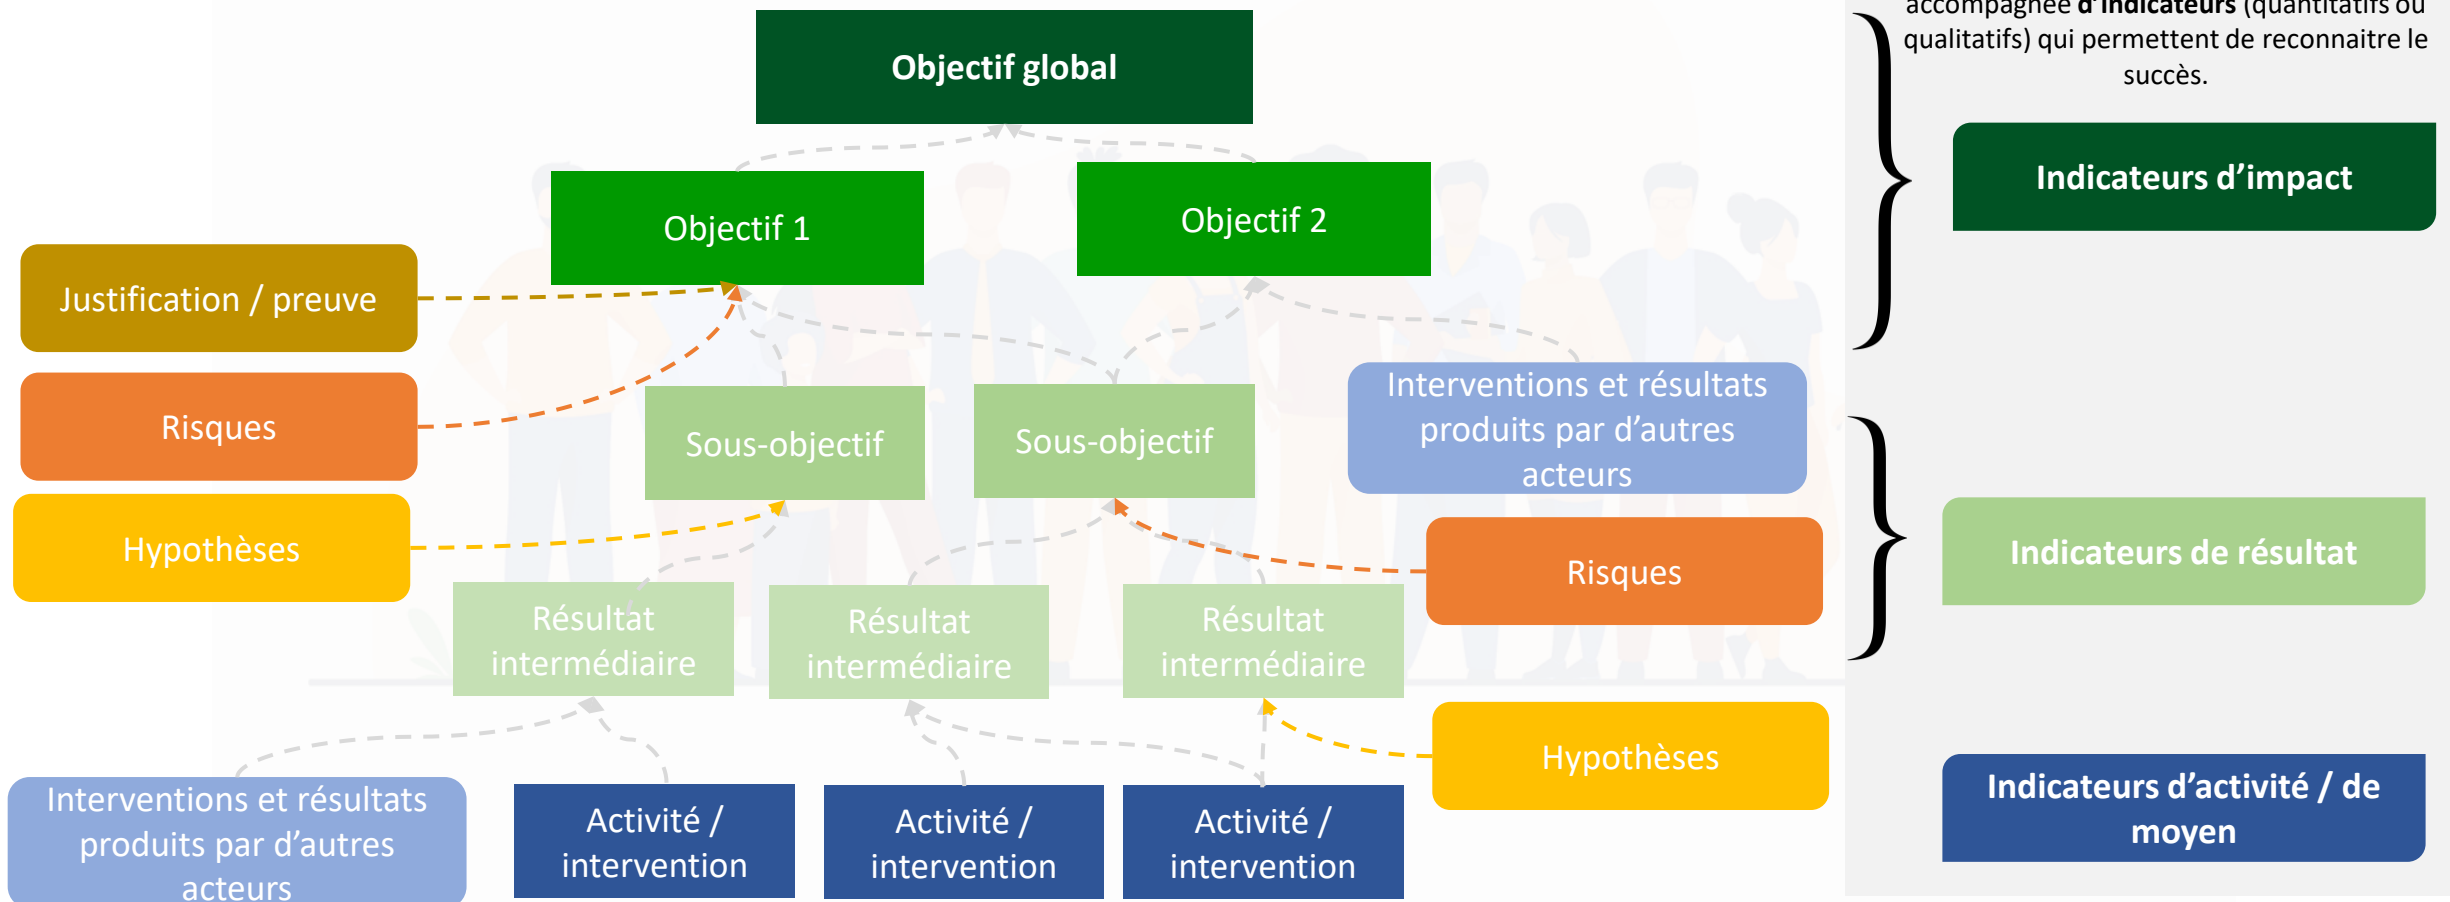 accompagnée d'indicateurs (quantitatifs ou
qualitatifs) qui permettent de reconnaitre le
succès.
Objectif global
Indicateurs d'impact
Objectif 1
Objectif 2
Justification / preuve
Risques
Sous-objectif
Sous-objectif
Interventions et résultats
produits par d'autres
acteurs
Hypothèses
Risques
Indicateurs de résultat
Résultat
intermédiaire
Résultat
intermédiaire
Résultat
intermédiaire
Hypothèses
Interventions et résultats
produits par d'autres
acteurs
Activité /
intervention
Activité /
intervention
Activité /
intervention
Indicateurs d'activité / de
moyen